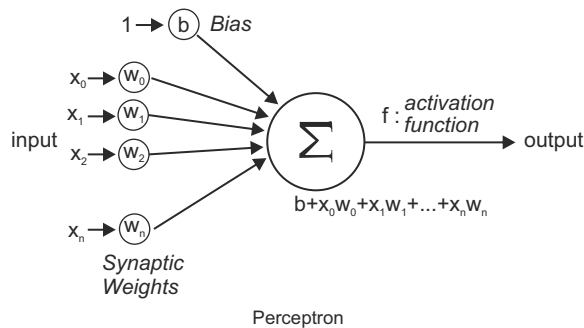 1 b Bias
x₀ w₀
x₁ w₁
x₂ w₂
input
xₙ wₙ
Synaptic
Weights
Σ
b+x₀w₀+x₁w₁+...+xₙwₙ
f : activation
function
output
Perceptron